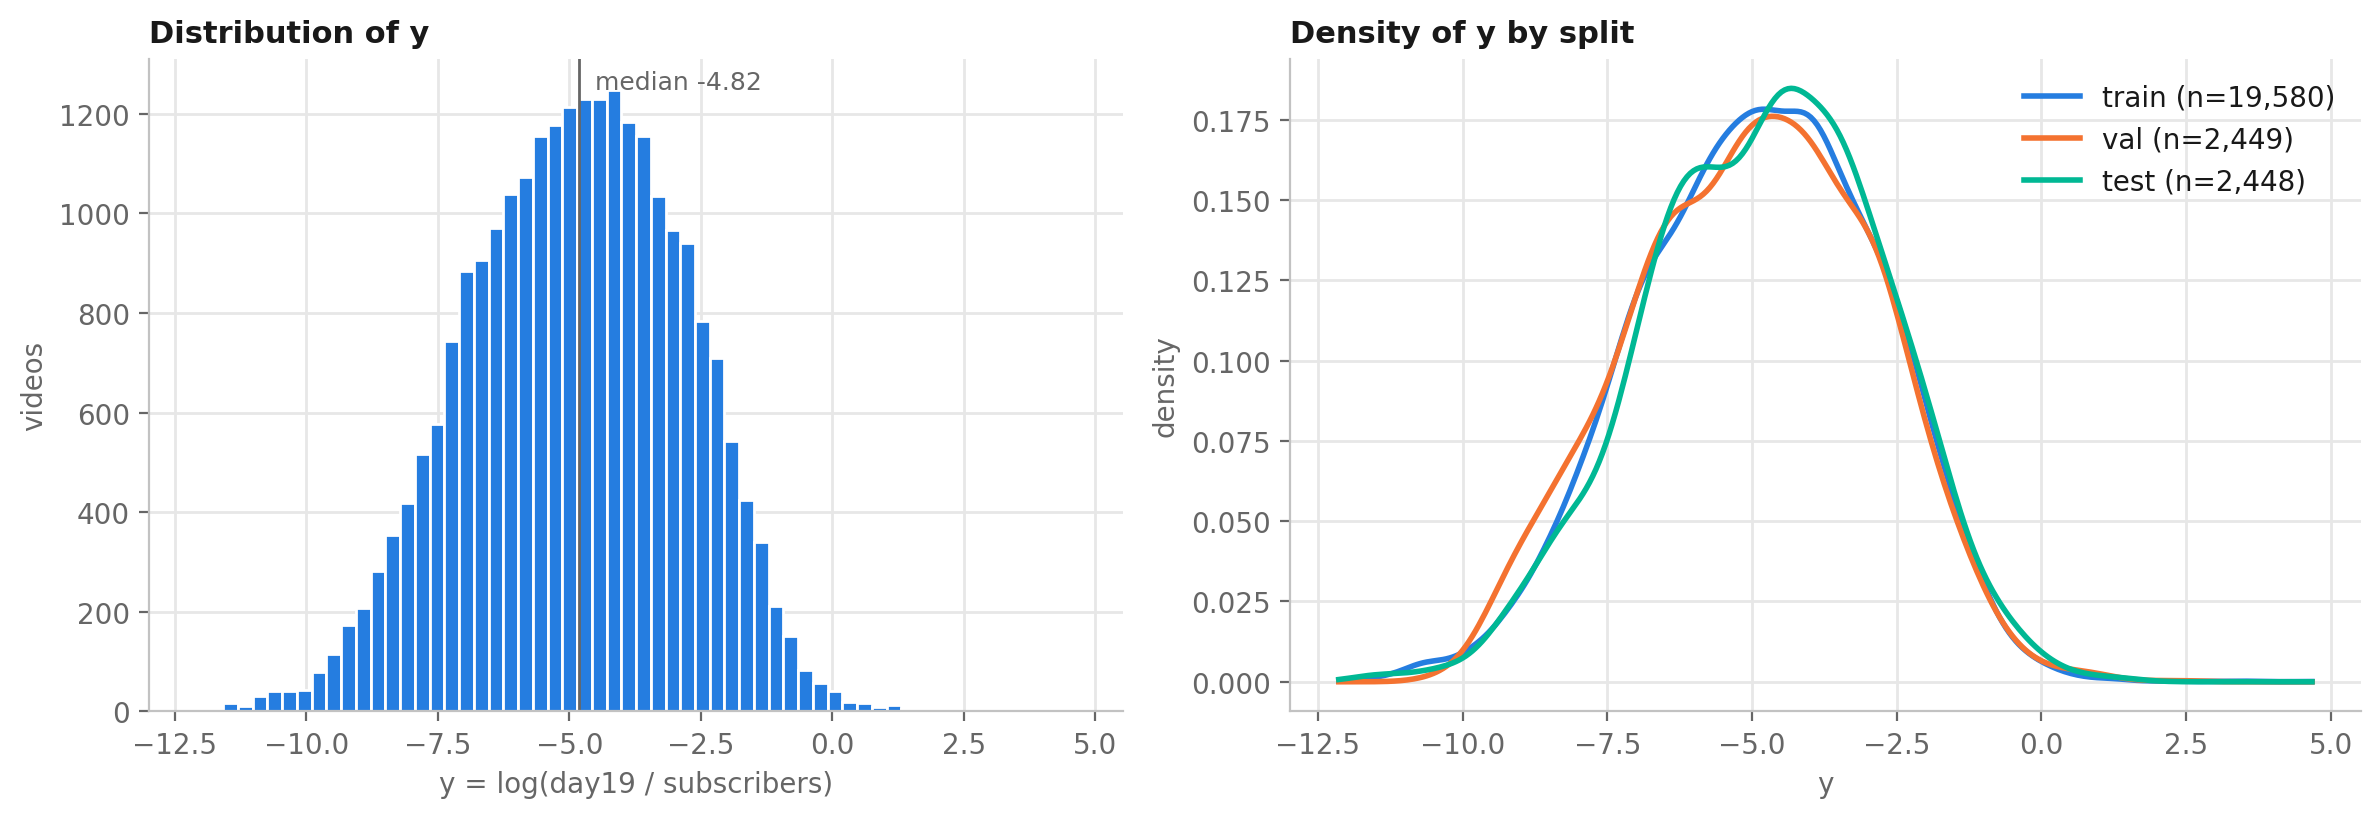 Distribution of y
median -4.82
1200
1000
800
600
400
200
0
videos
−12.5 −10.0 −7.5 −5.0 −2.5 0.0 2.5 5.0
y = log(day19 / subscribers)
Density of y by split
train (n=19,580)
val (n=2,449)
test (n=2,448)
0.175
0.150
0.125
0.100
0.075
0.050
0.025
0.000
density
−12.5 −10.0 −7.5 −5.0 −2.5 0.0 2.5 5.0
y